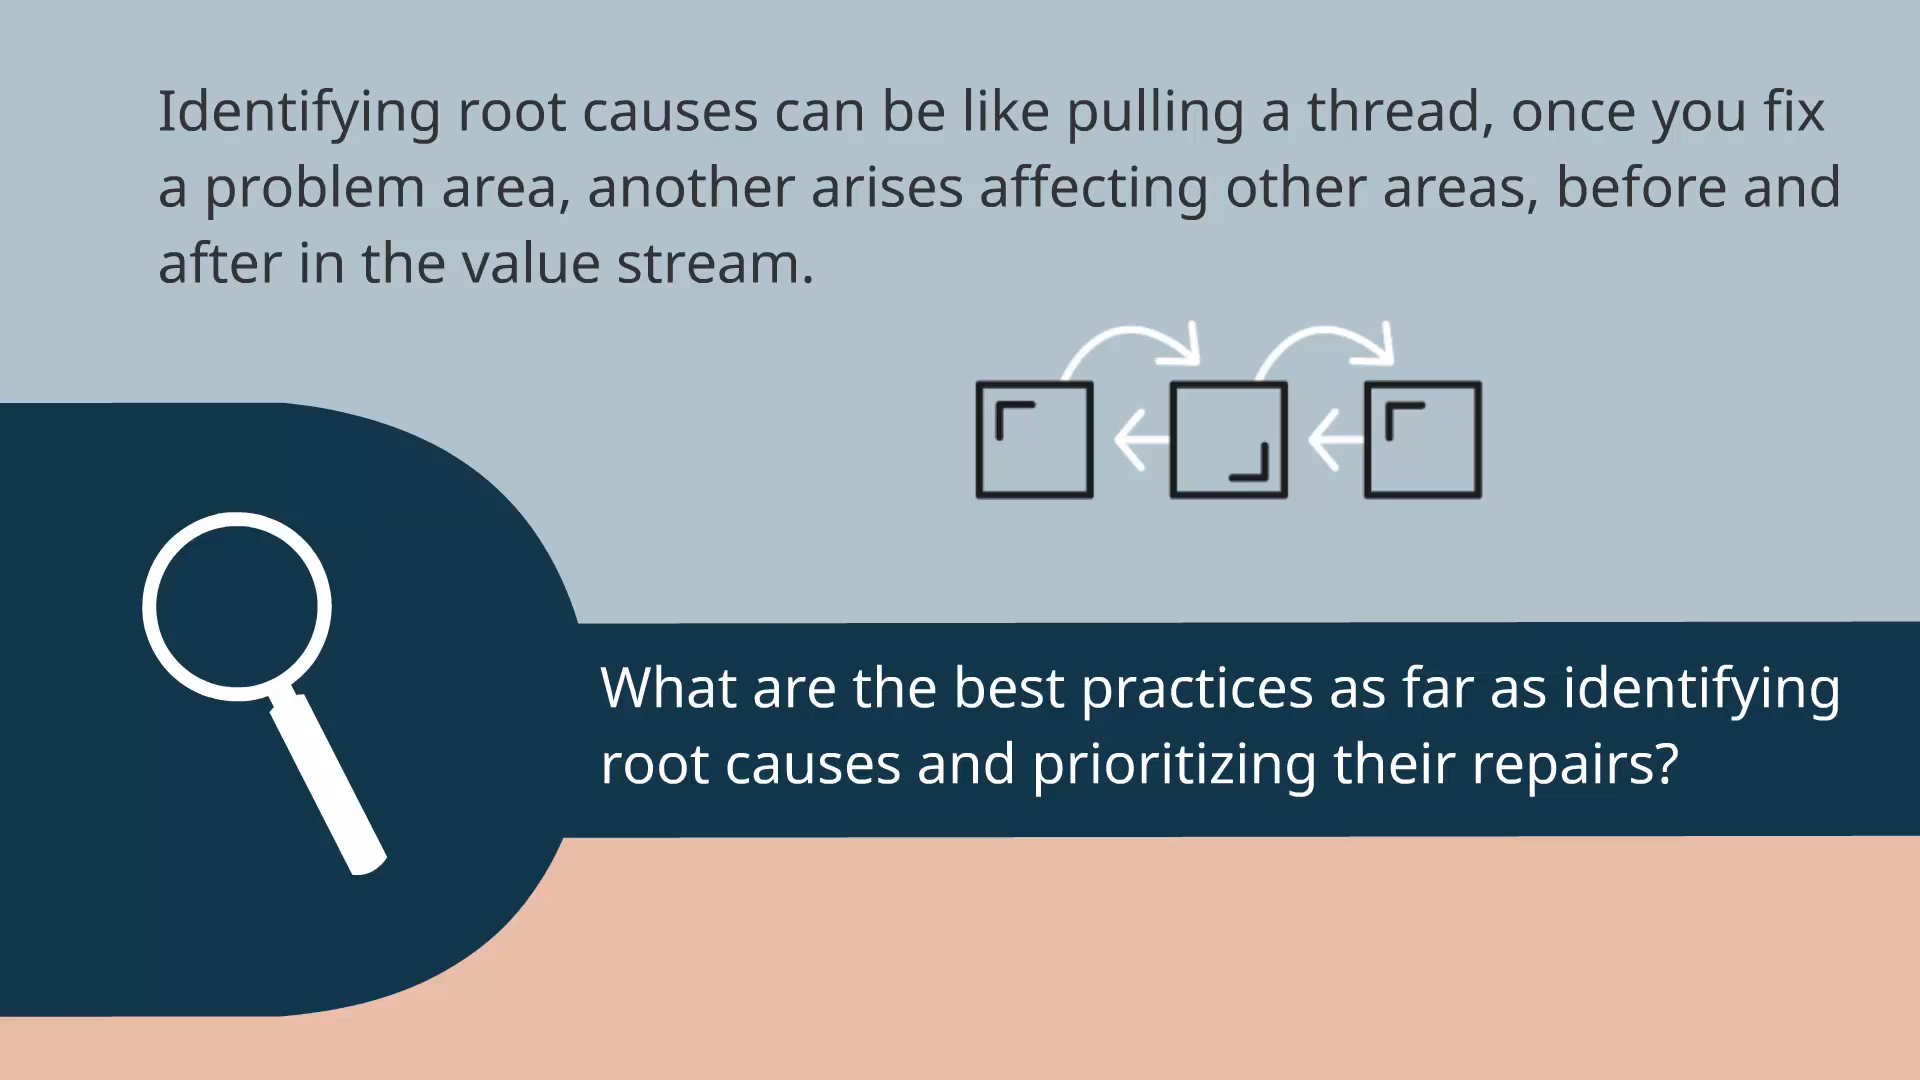 Identifying root causes can be like pulling a thread, once you fix
a problem area, another arises affecting other areas, before and
after in the value stream.
What are the best practices as far as identifying
root causes and prioritizing their repairs?